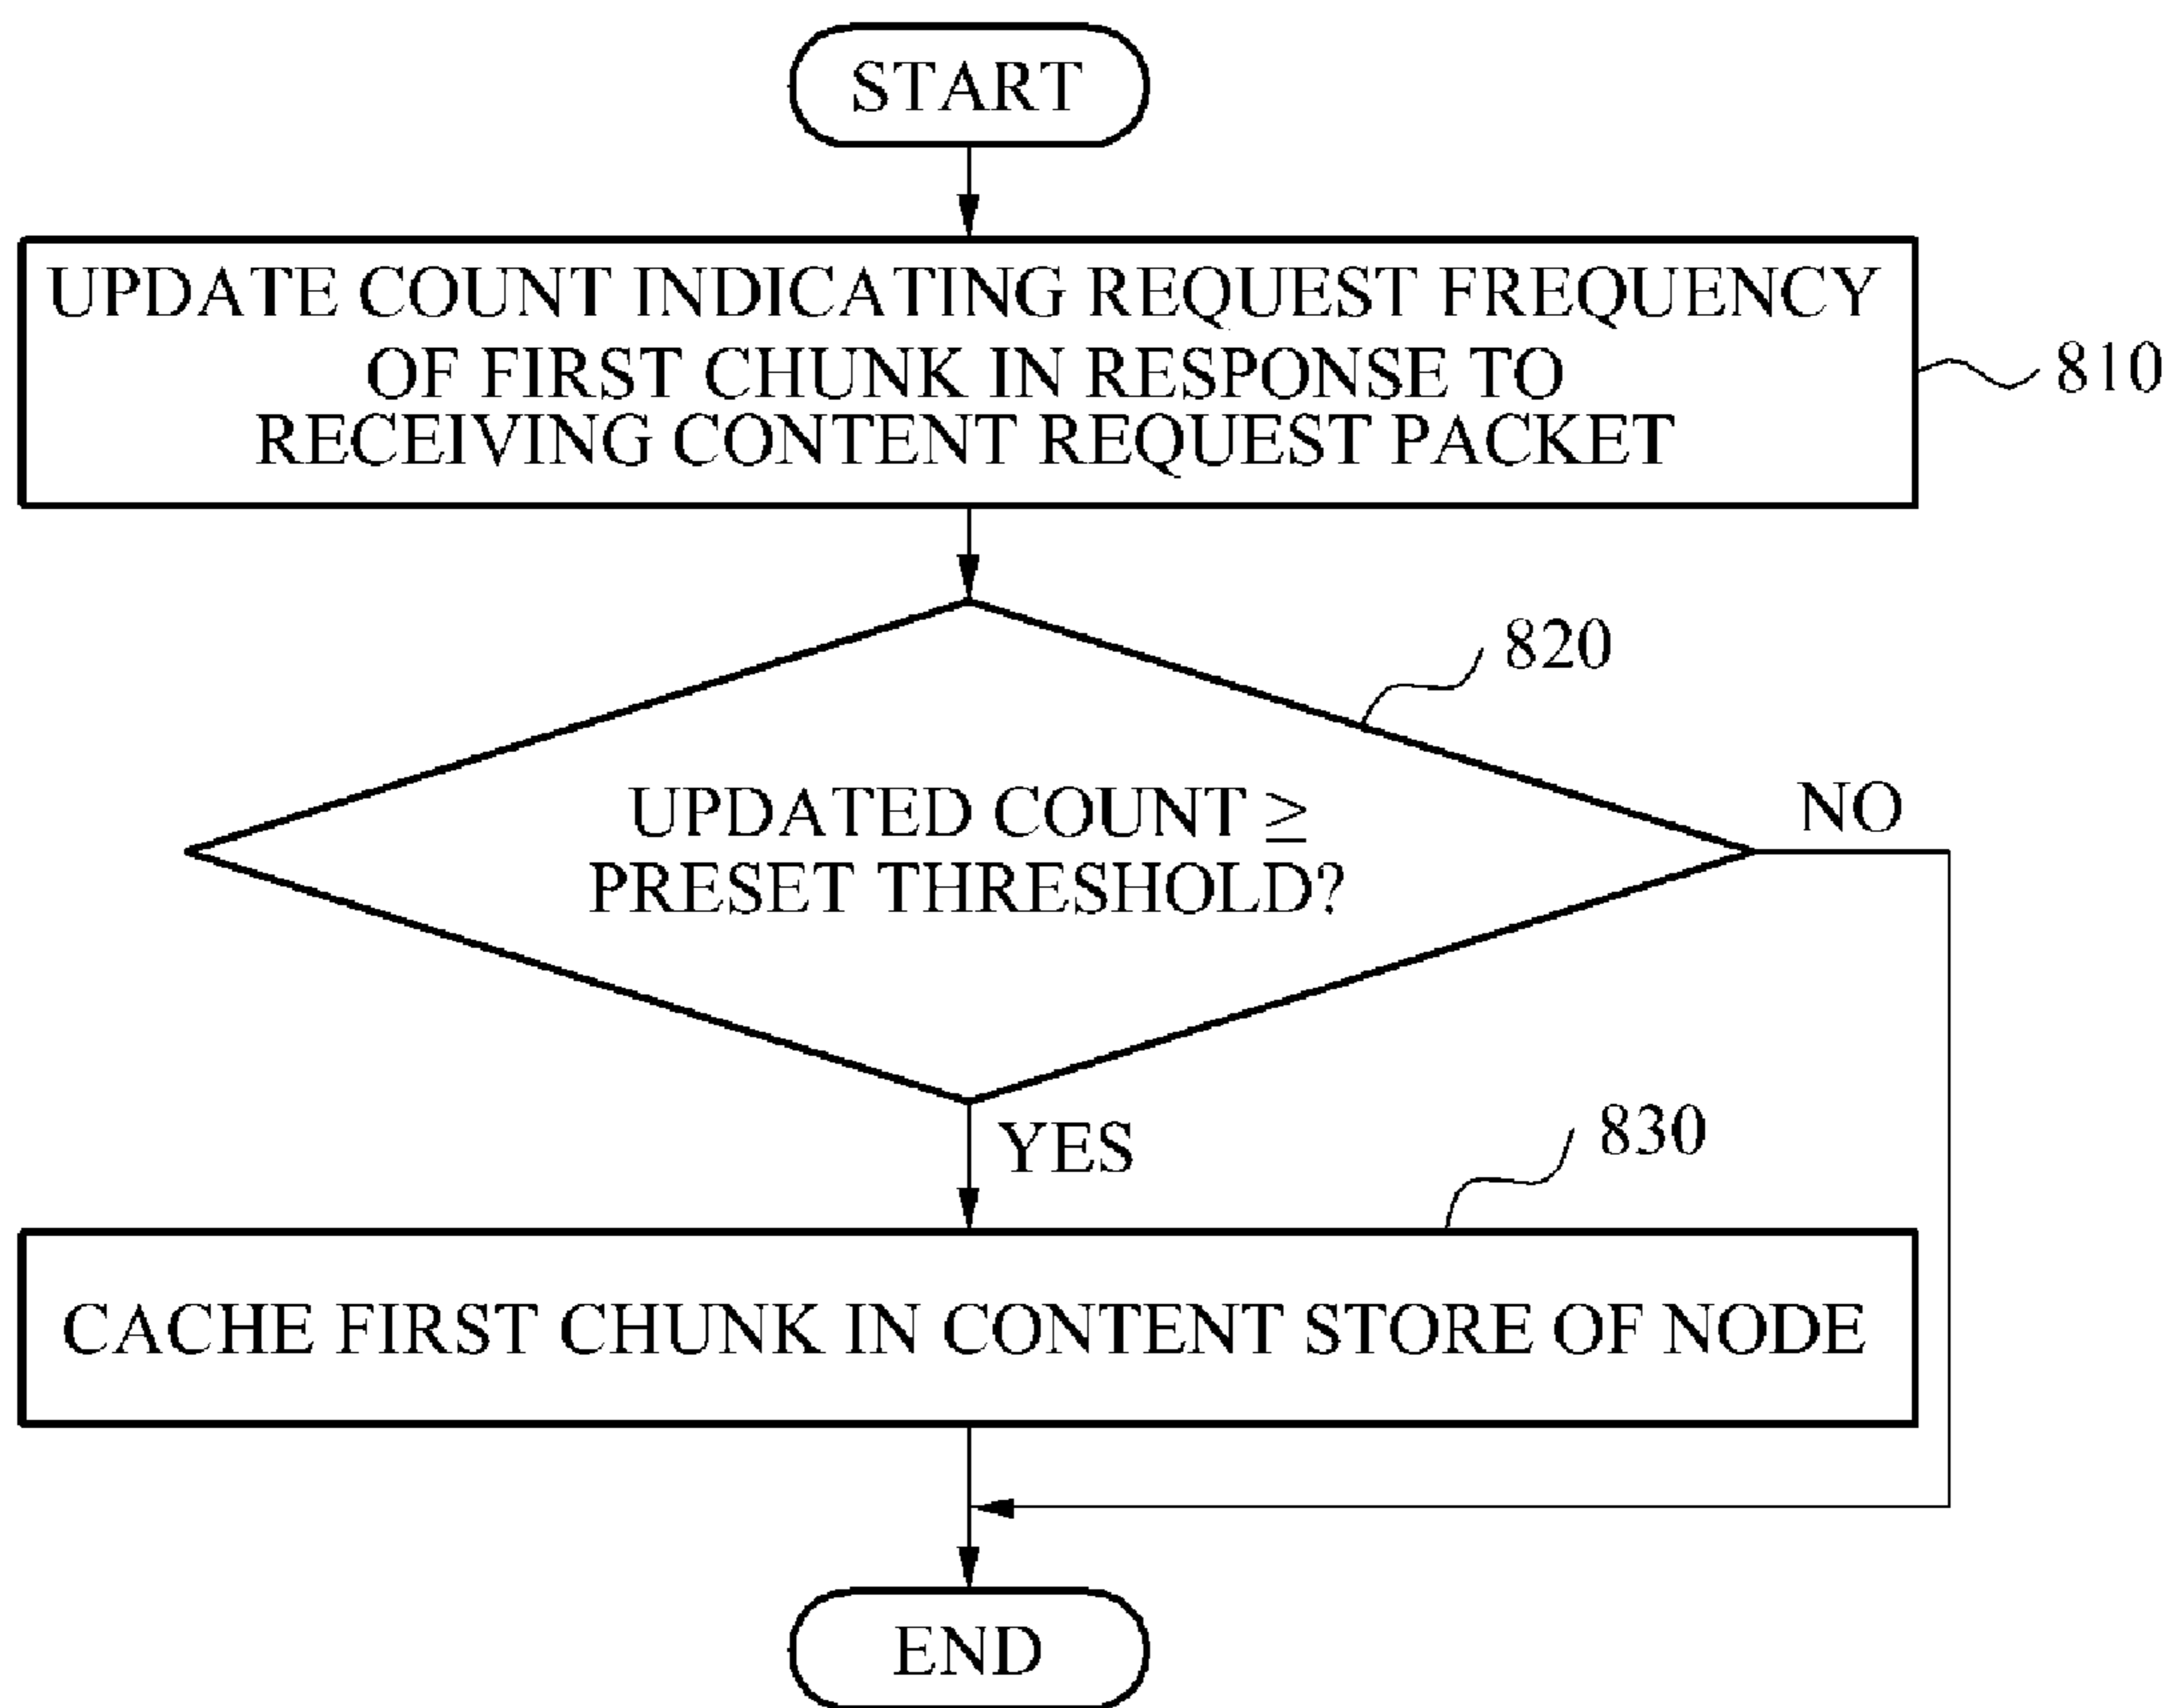 START
UPDATE COUNT INDICATING REQUEST FREQUENCY
OF FIRST CHUNK IN RESPONSE TO
RECEIVING CONTENT REQUEST PACKET
810
820
UPDATED COUNT ≥
PRESET THRESHOLD?
NO
YES
830
CACHE FIRST CHUNK IN CONTENT STORE OF NODE
END